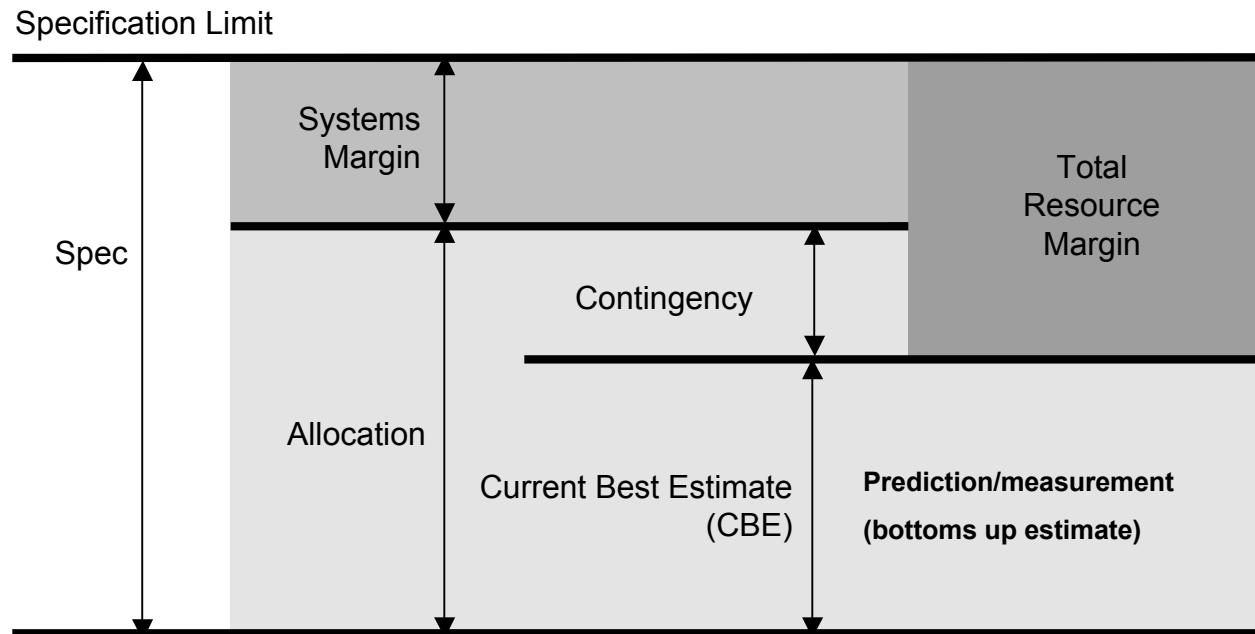 Specification Limit
Systems
Margin
Total
Resource
Margin
Spec
Contingency
Allocation
Current Best Estimate
(CBE)
Prediction/measurement
(bottoms up estimate)